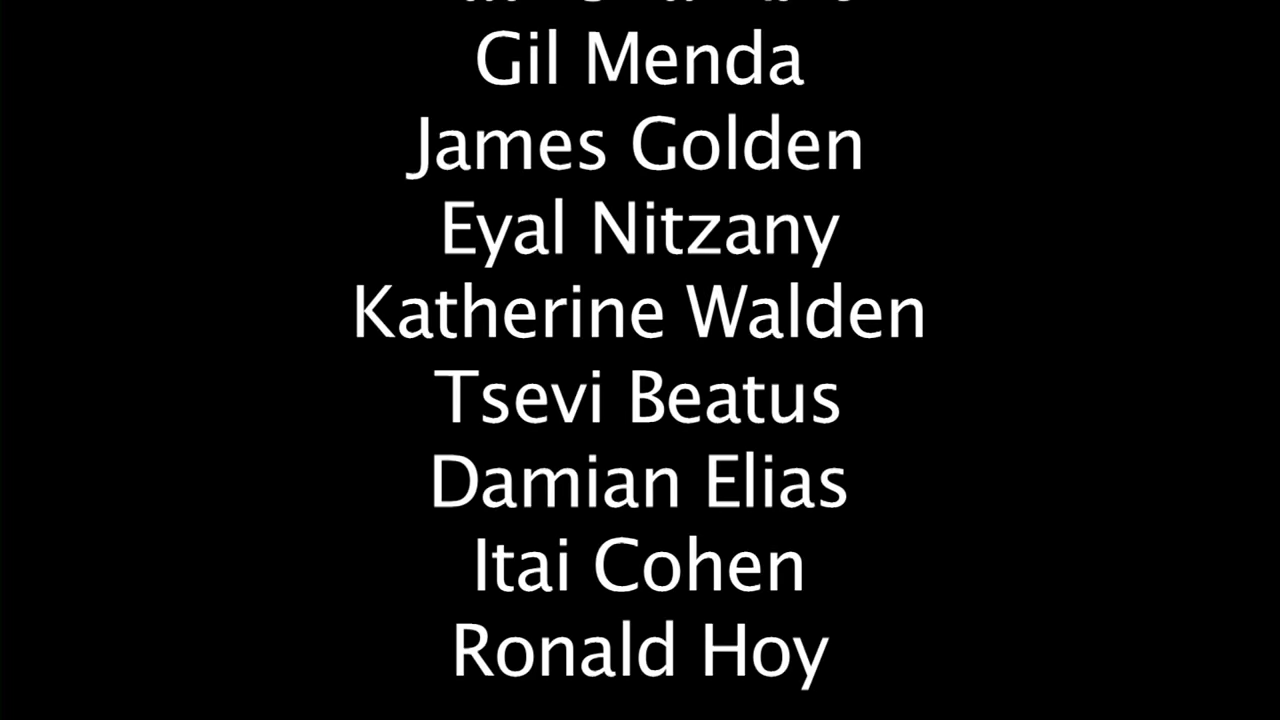 Gil Menda
James Golden
Eyal Nitzany
Katherine Walden
Tsevi Beatus
Damian Elias
Itai Cohen
Ronald Hoy